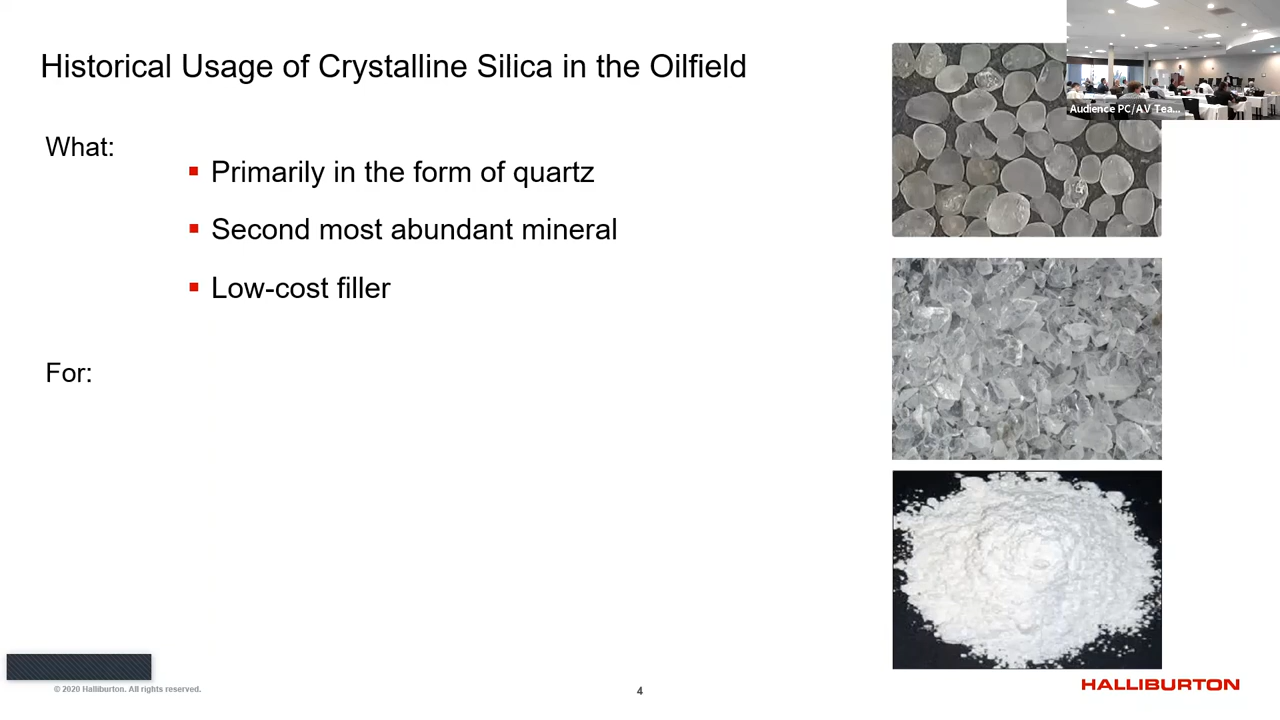 Historical Usage of Crystalline Silica in the Oilfield
Audience PC/AV Tea...
What:
Primarily in the form of quartz
Second most abundant mineral
Low-cost filler
For:
© 2020 Halliburton. All rights reserved.
4
HALLIBURTON